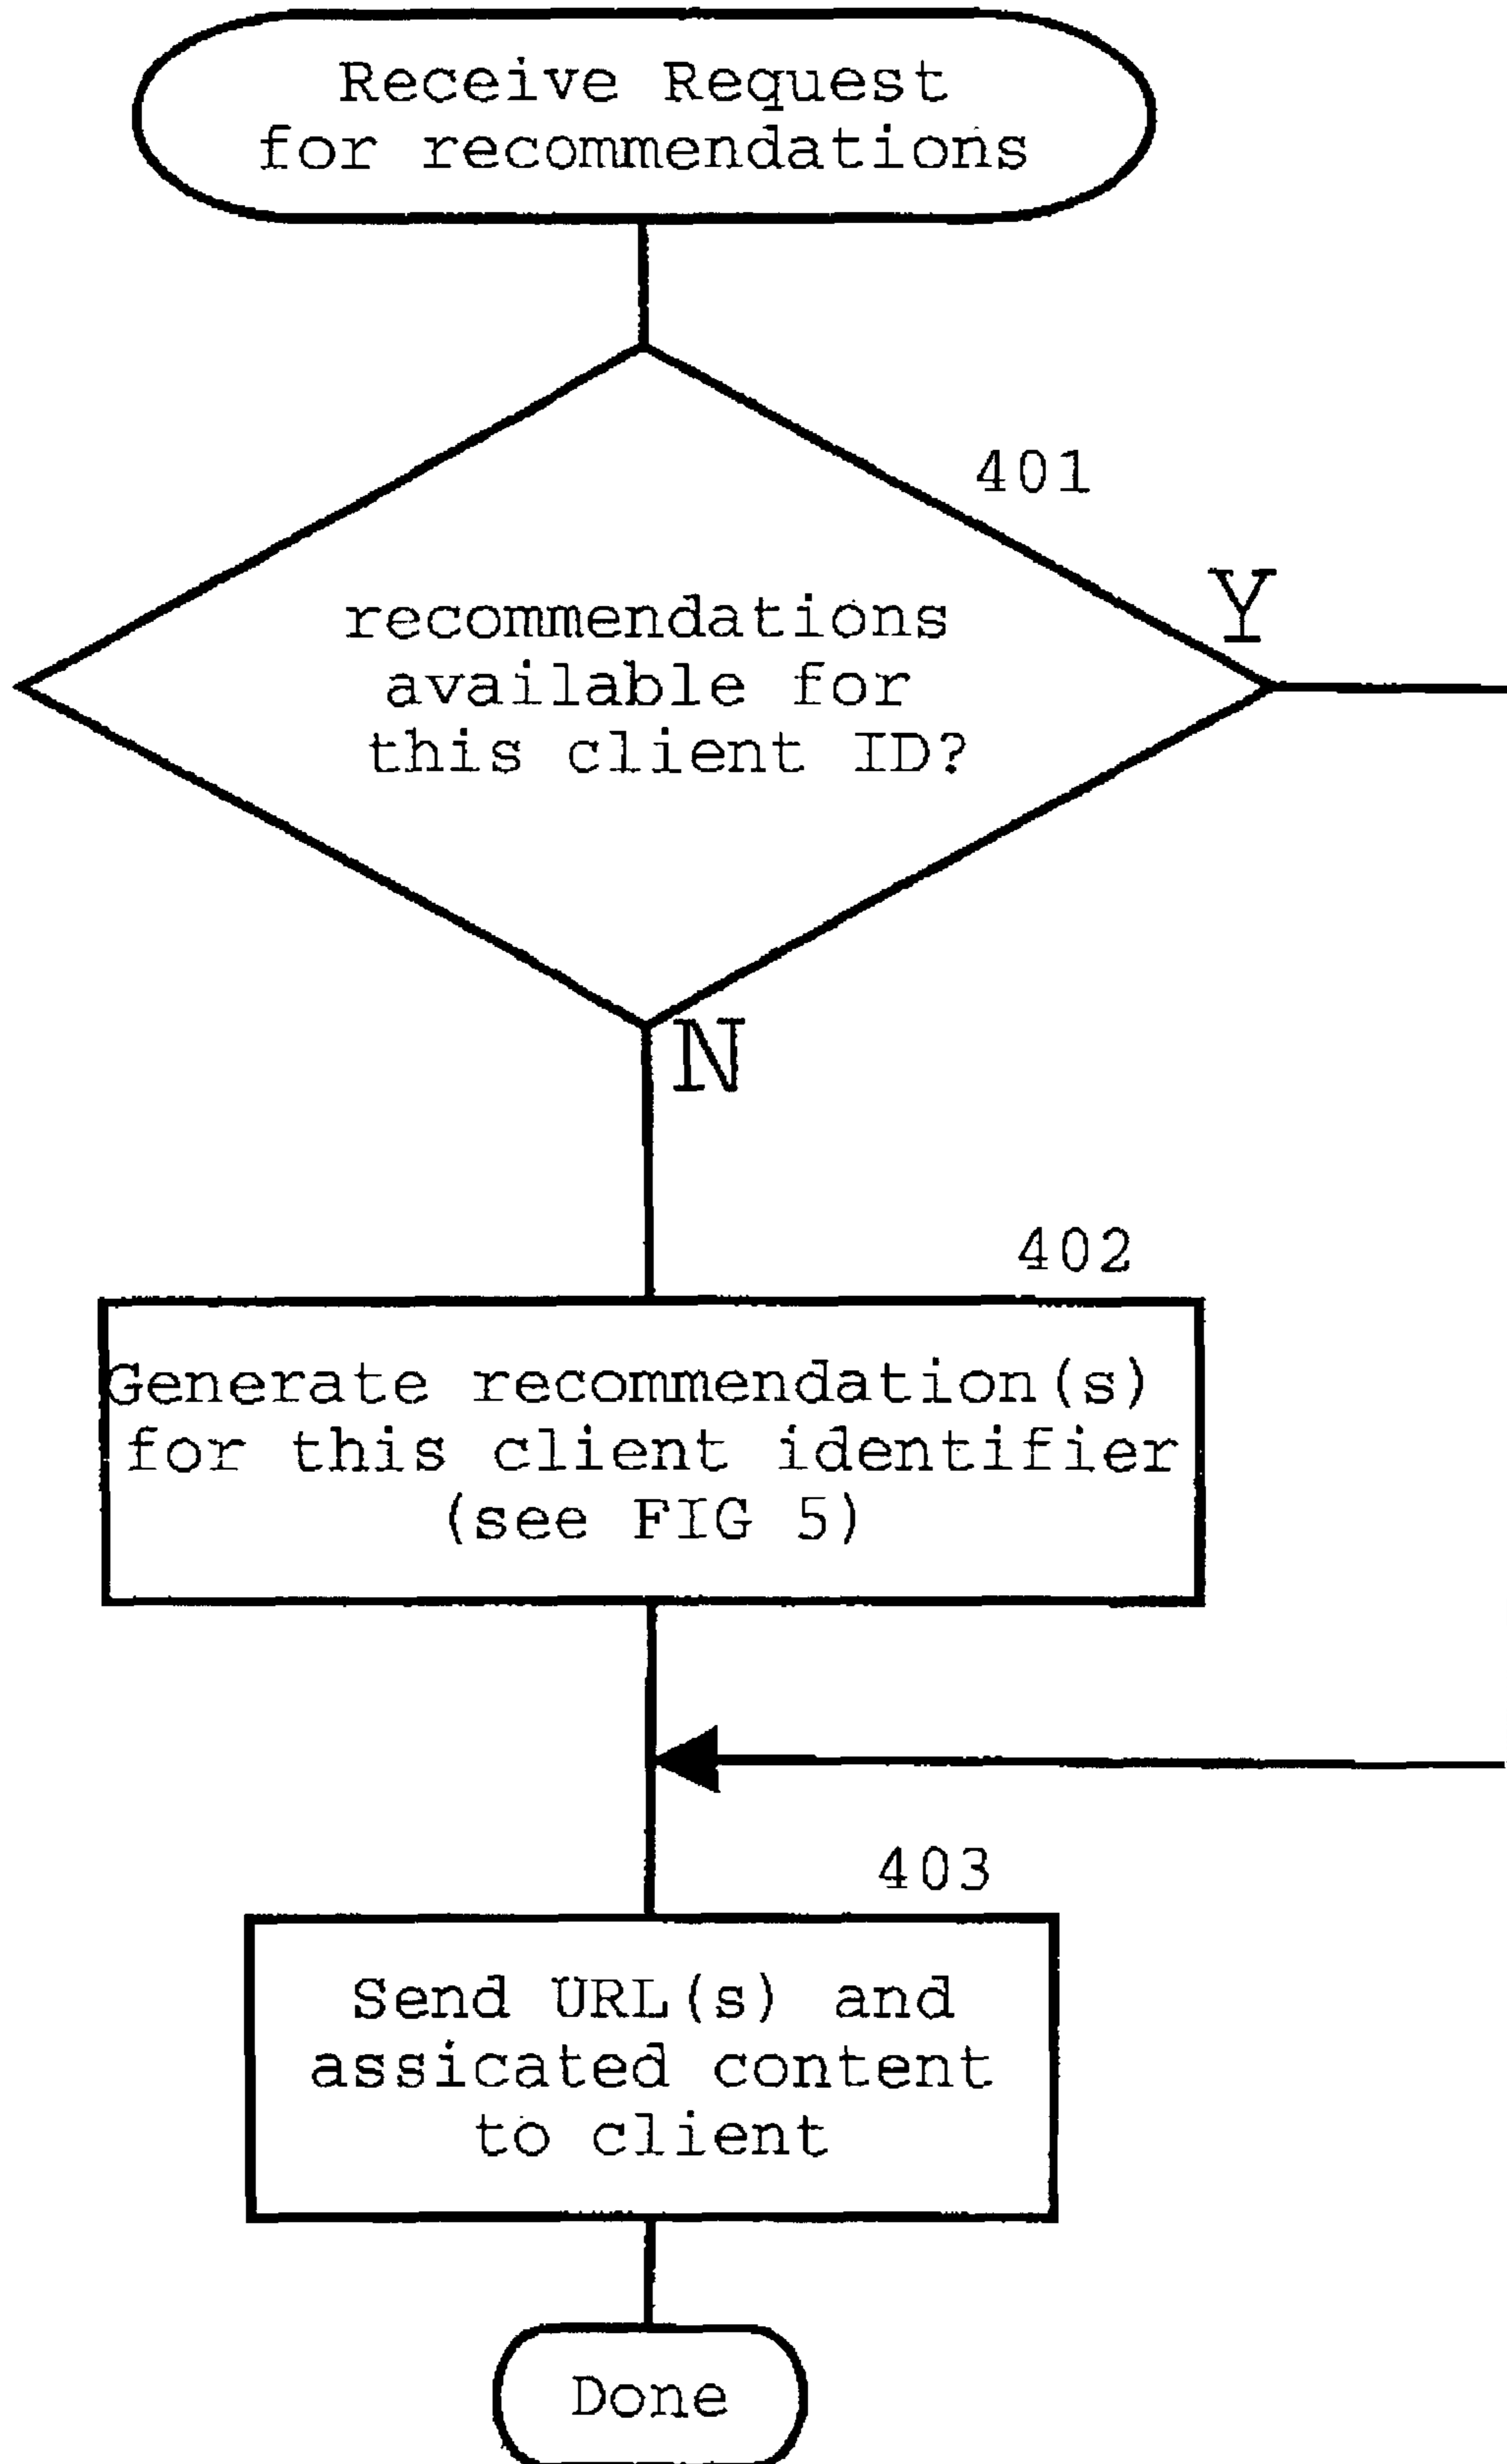 Receive Request
for recommendations
401
Y
recommendations
available for
this client ID?
N
402
Generate recommendation(s)
for this client identifier
(see FIG 5)
403
Send URL(s) and
assicated content
to client
Done